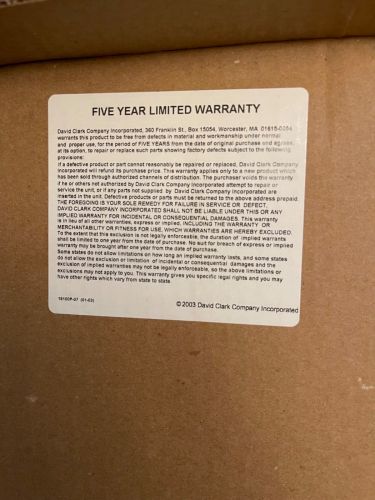 FIVE YEAR LIMITED WARRANTY
David Clark Company Incorporated, 360 Franklin St., Box 15054, Worcester, MA 01615-0054
warrants this product to be free from defects in material and workmanship under normal
and proper use, for the period of FIVE YEARS from the date of original purchase and agrees,
at its option, to repair or replace such parts showing factory defects subject to the following
provisions:
If a defective product or part cannot reasonably be repaired or replaced, David Clark Company
Incorporated will refund its purchase price. This warranty applies only to a new product which
has been sold through authorized channels of distribution. The purchaser voids the warranty
if he or others not authorized by David Clark Company Incorporated attempt to repair or
service the unit, or if any parts not supplied by David Clark Company Incorporated are
inserted in the unit. Defective products or parts must be returned to the above address prepaid.
THE FOREGOING IS YOUR SOLE REMEDY FOR FAILURE IN SERVICE OR DEFECT.
DAVID CLARK COMPANY INCORPORATED SHALL NOT BE LIABLE UNDER THIS OR ANY
IMPLIED WARRANTY FOR INCIDENTAL OR CONSEQUENTIAL DAMAGES. This warranty
is in lieu of all other warranties, express or implied, INCLUDING THE WARRANTY OF
MERCHANTABILITY OR FITNESS FOR USE, WHICH WARRANTIES ARE HEREBY EXCLUDED.
To the extent that this exclusion is not legally enforceable, the duration of implied warrants
shall be limited to one year from the date of purchase. No suit for breach of express or implied
warranty may be brought after one year from the date of purchase.
Some states do not allow limitations on how long an implied warranty lasts, and some states
do not allow the exclusion or limitation of incidental or consequential damages and the
exclusion of implied warranties may not be legally enforceable, so the above limitations or
exclusions may not apply to you. This warranty gives you specific legal rights and you may
have other rights which vary from state to state
19100P-07 (01-03)
© 2003 David Clark Company Incorporated